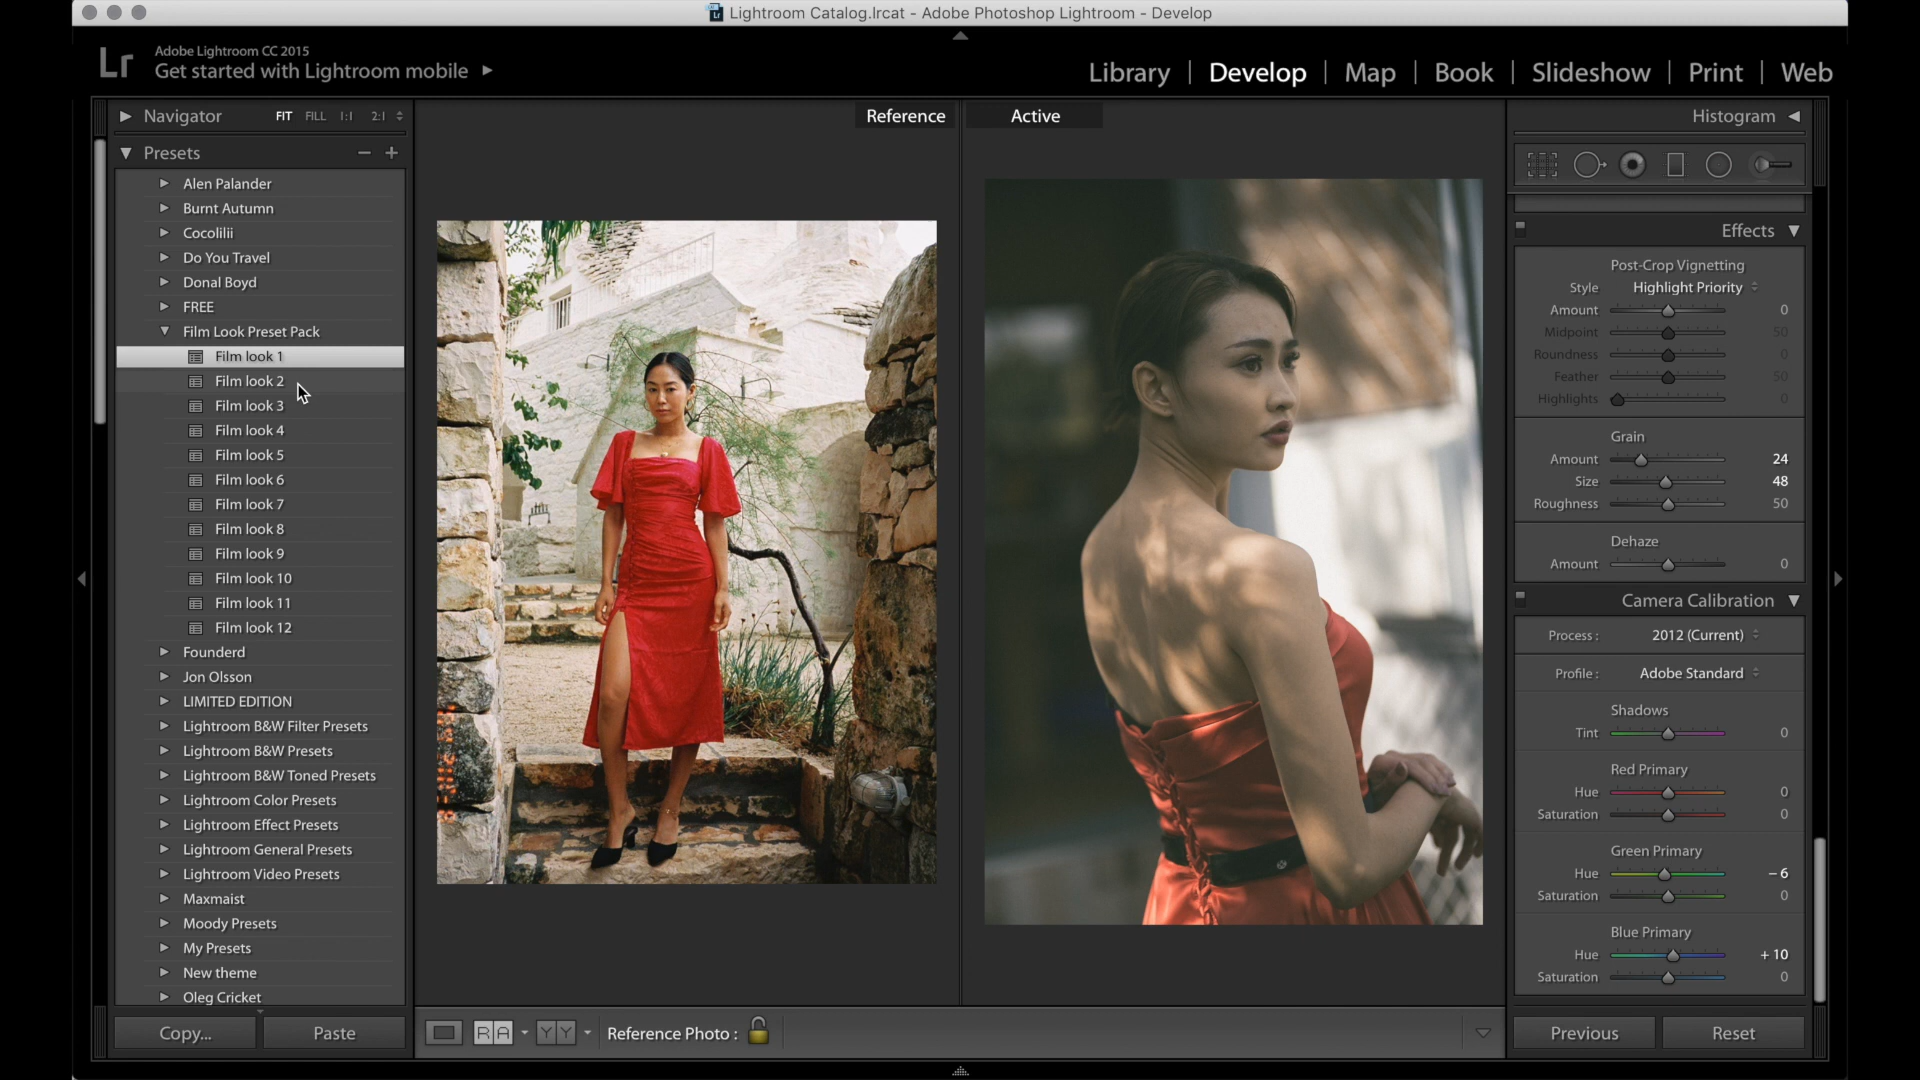 Lightroom Catalog.lrcat - Adobe Photoshop Lightroom - Develop
Lr
Adobe Lightroom CC 2015
Get started with Lightroom mobile
Library | Develop | Map | Book | Slideshow | Print | Web
Navigator FIT FILL 1:1 2:1
Presets
Alen Palander
Burnt Autumn
Cocolilii
Do You Travel
Donal Boyd
FREE
Film Look Preset Pack
Film look 1
Film look 2
Film look 3
Film look 4
Film look 5
Film look 6
Film look 7
Film look 8
Film look 9
Film look 10
Film look 11
Film look 12
Founderd
Jon Olsson
LIMITED EDITION
Lightroom B&W Filter Presets
Lightroom B&W Presets
Lightroom B&W Toned Presets
Lightroom Color Presets
Lightroom Effect Presets
Lightroom General Presets
Lightroom Video Presets
Maxmaist
Moody Presets
My Presets
New theme
Oleg Cricket
Copy... Paste
Reference
Active
R A Y Y Reference Photo :
Histogram
Effects
Post-Crop Vignetting
Style Highlight Priority
Amount 0
Midpoint 50
Roundness 0
Feather 50
Highlights 0
Grain
Amount 24
Size 48
Roughness 50
Dehaze
Amount 0
Camera Calibration
Process : 2012 (Current)
Profile : Adobe Standard
Shadows
Tint 0
Red Primary
Hue 0
Saturation 0
Green Primary
Hue – 6
Saturation 0
Blue Primary
Hue + 10
Saturation 0
Previous Reset